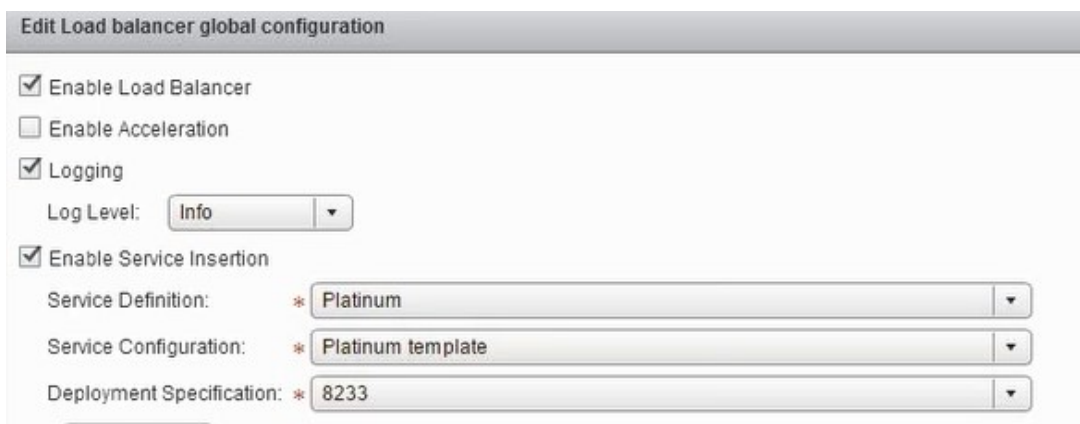 Edit Load balancer global configuration
Enable Load Balancer
Enable Acceleration
Logging
Log Level: Info
Enable Service Insertion
Service Definition: * Platinum
Service Configuration: * Platinum template
Deployment Specification: * 8233